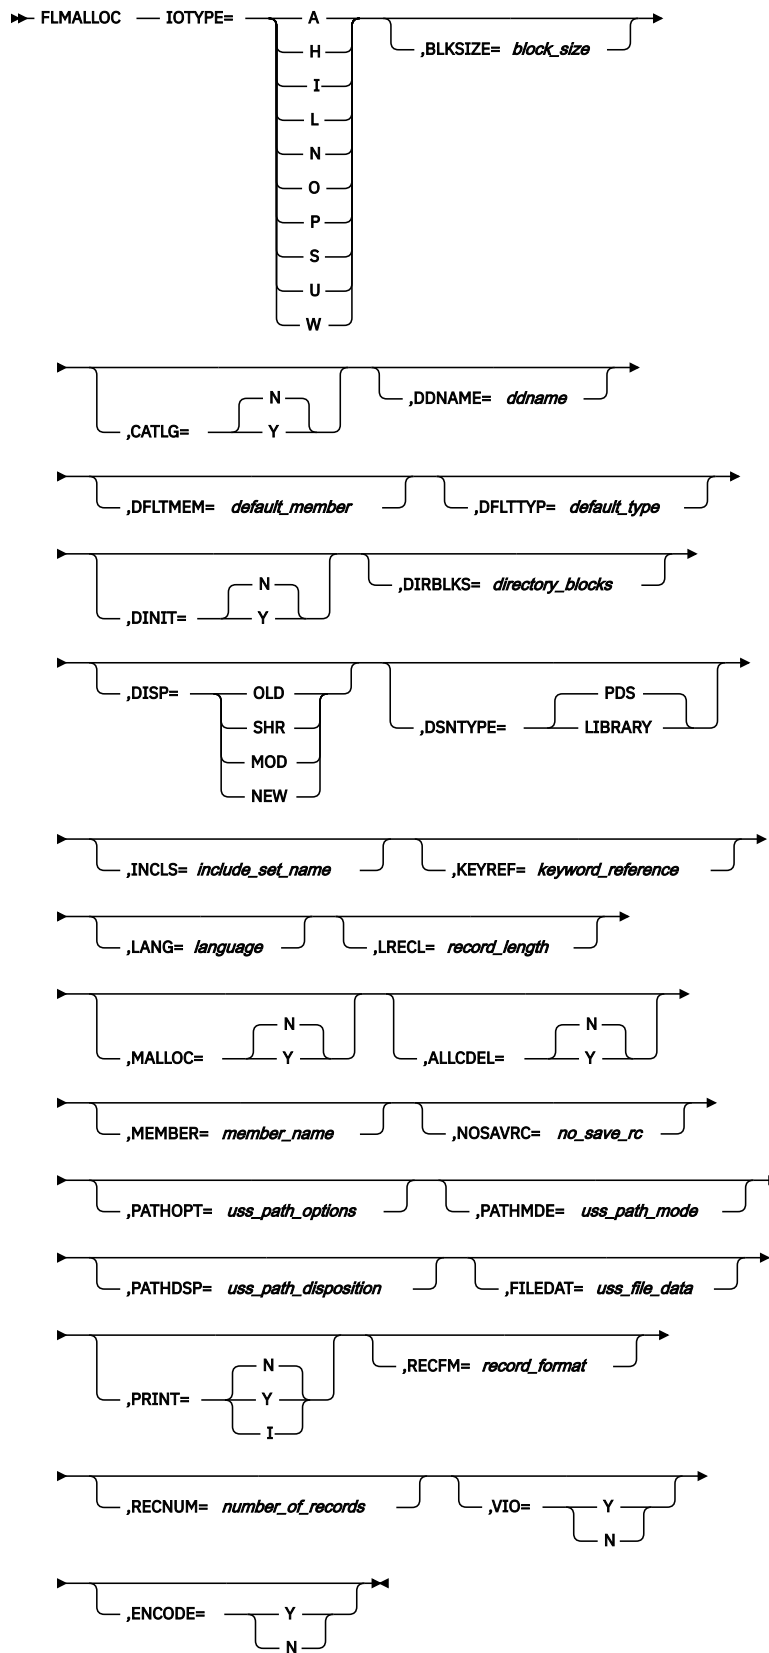 FLMALLOC IOTYPE= A ,BLKSIZE= block_size
H
I
L
N
O
P
S
U
W
,CATLG= N ,DDNAME= ddname
Y
,DFLTMEM= default_member ,DFLTTYP= default_type
,DINIT= N ,DIRBLKS= directory_blocks
Y
,DISP= OLD ,DSNTYPE= PDS
SHR LIBRARY
MOD
NEW
,INCLS= include_set_name ,KEYREF= keyword_reference
,LANG= language ,LRECL= record_length
,MALLOC= N ,ALLCDEL= N
Y Y
,MEMBER= member_name ,NOSAVRC= no_save_rc
,PATHOPT= uss_path_options ,PATHMDE= uss_path_mode
,PATHDSP= uss_path_disposition ,FILEDAT= uss_file_data
,PRINT= N ,RECFM= record_format
Y
I
,RECNUM= number_of_records ,VIO= Y
N
,ENCODE= Y
N